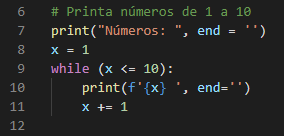 6 # Printa números de 1 a 10
7 print("Números: ", end = '')
8 x = 1
9 while (x <= 10):
10     print(f'{x} ', end='')
11     x += 1
12